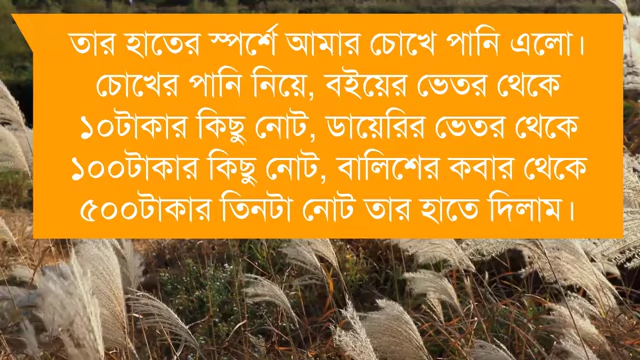 তার হাতের স্পর্শে আমার চোখে পানি এলো।
চোখের পানি নিয়ে, বইয়ের ভেতর থেকে
১০টাকার কিছু নোট, ডায়েরির ভেতর থেকে
১০০টাকার কিছু নোট, বালিশের কবার থেকে
৫০০টাকার তিনটা নোট তার হাতে দিলাম।